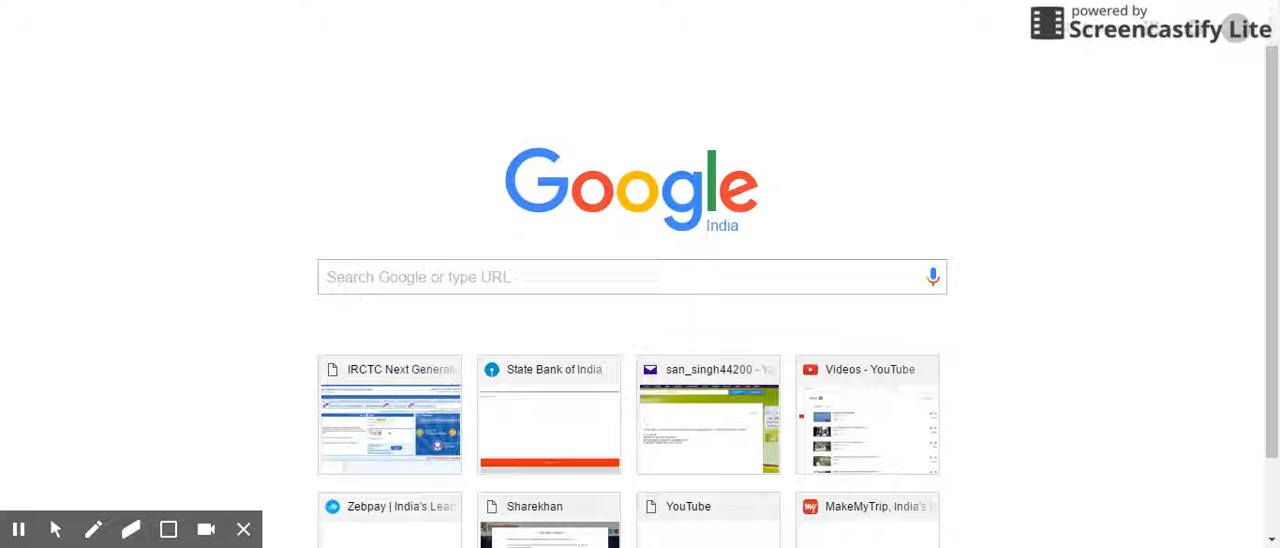 powered by
Screencastify Lite
Google
India
Search Google or type URL
IRCTC Next Generati
State Bank of India
san_singh44200 - Ya
Videos - YouTube
Zebpay | India's Lea
Sharekhan
YouTube
MakeMyTrip, India's